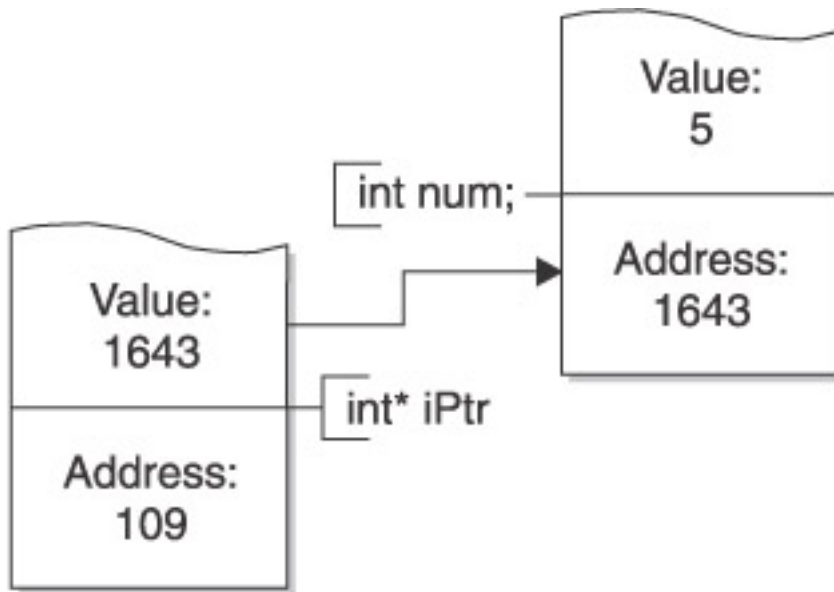 Value:
5
int num;
Address:
1643
Value:
1643
int* iPtr
Address:
109